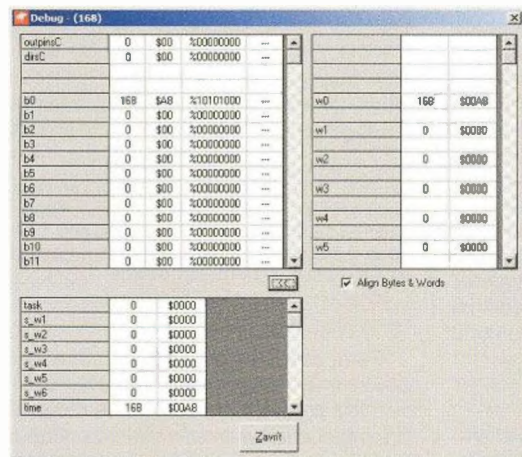 Debug - (168)
outpinsC 0 $00 %00000000 ...
dirsC 0 $00 %00000000 ...
b0 168 $A8 %10101000 ...
b1 0 $00 %00000000 ...
b2 0 $00 %00000000 ...
b3 0 $00 %00000000 ...
b4 0 $00 %00000000 ...
b5 0 $00 %00000000 ...
b6 0 $00 %00000000 ...
b7 0 $00 %00000000 ...
b8 0 $00 %00000000 ...
b9 0 $00 %00000000 ...
b10 0 $00 %00000000 ...
b11 0 $00 %00000000 ...
w0 168 $00A8
w1 0 $0000
w2 0 $0000
w3 0 $0000
w4 0 $0000
w5 0 $0000
<<<
Align Bytes & Words
task 0 $0000
s_w1 0 $0000
s_w2 0 $0000
s_w3 0 $0000
s_w4 0 $0000
s_w5 0 $0000
s_w6 0 $0000
time 168 $00A8
Zavřít